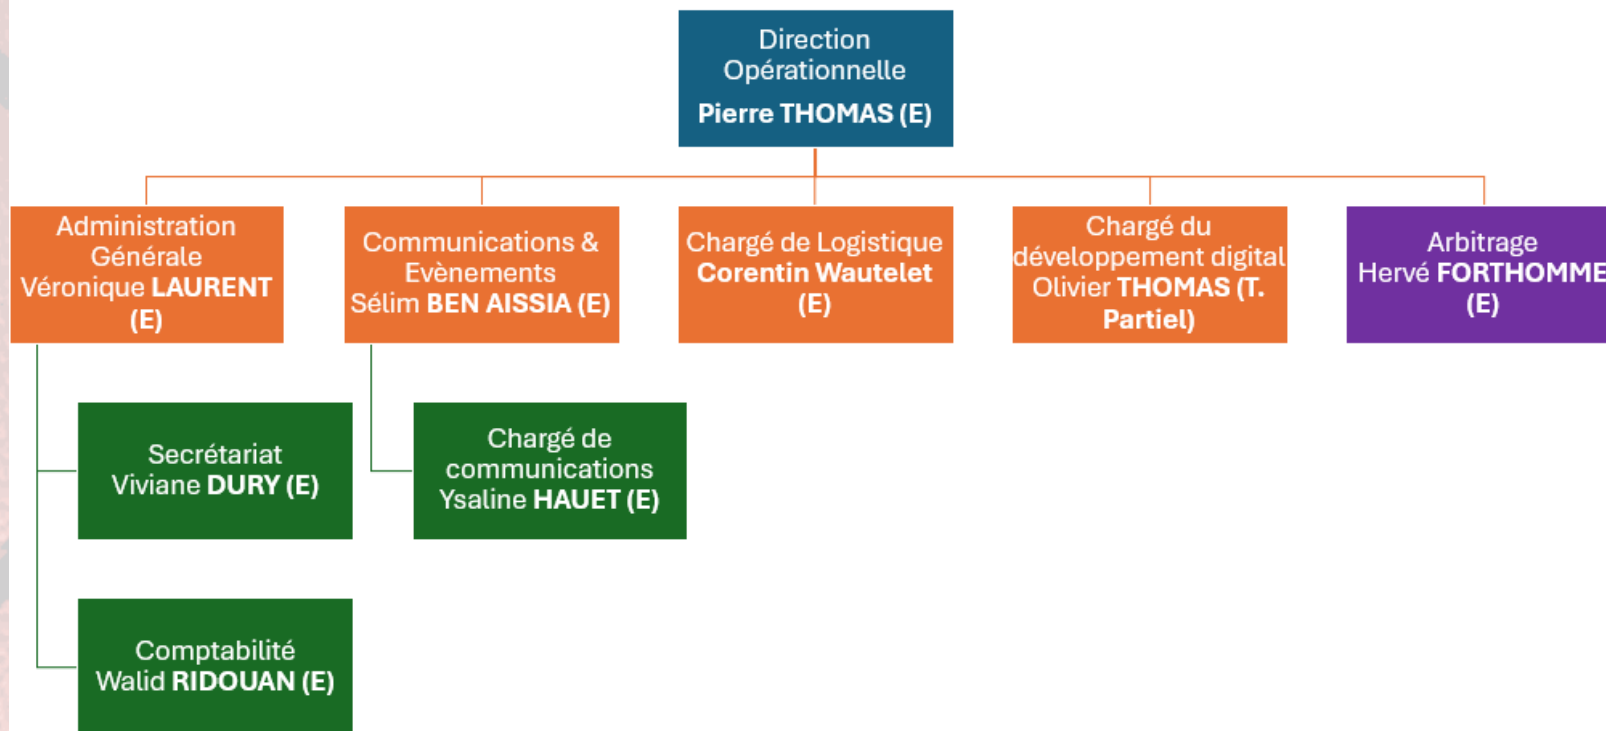 Direction
Opérationnelle
Pierre THOMAS (E)
Administration
Générale
Véronique LAURENT
(E)
Communications &
Evènements
Sélim BEN AISSIA (E)
Chargé de Logistique
Corentin Wautelet
(E)
Chargé du
développement digital
Olivier THOMAS (T.
Partiel)
Arbitrage
Hervé FORTHOMME
(E)
Secrétariat
Viviane DURY (E)
Chargé de
communications
Ysaline HAUET (E)
Comptabilité
Walid RIDOUAN (E)